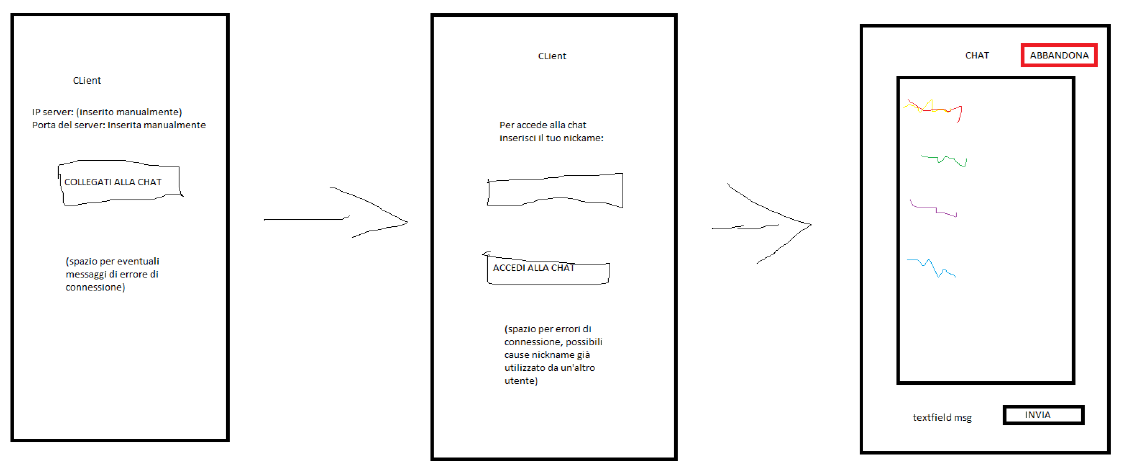 CLient
IP server: (inserito manualmente)
Porta del server: Inserita manualmente
COLLEGATI ALLA CHAT
(spazio per eventuali
messaggi di errore di
connessione)
CLient
Per accede alla chat
inserisci il tuo nickame:
ACCEDI ALLA CHAT
(spazio per errori di
connessione, possibili
cause nickname già
utilizzato da un'altro
utente)
CHAT
ABBANDONA
textfield msg
INVIA